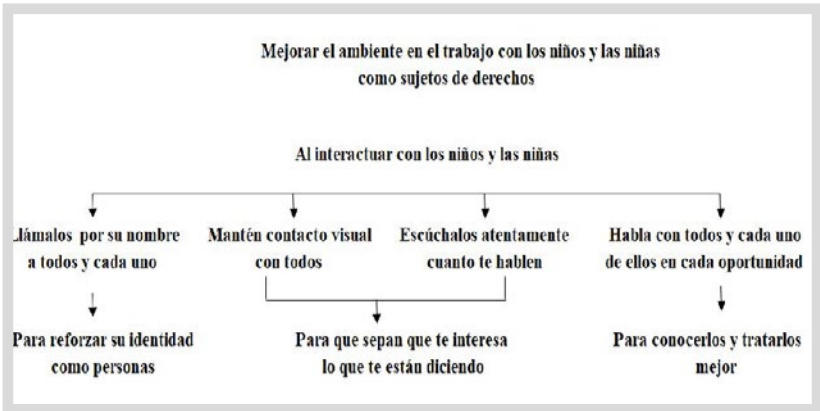 Mejorar el ambiente en el trabajo con los niños y las niñas
como sujetos de derechos
Al interactuar con los niños y las niñas
Llámalos por su nombre
a todos y cada uno
Mantén contacto visual
con todos
Escúchalos atentamente
cuanto te hablen
Habla con todos y cada uno
de ellos en cada oportunidad
Para reforzar su identidad
como personas
Para que sepan que te interesa
lo que te están diciendo
Para conocerlos y tratarlos
mejor